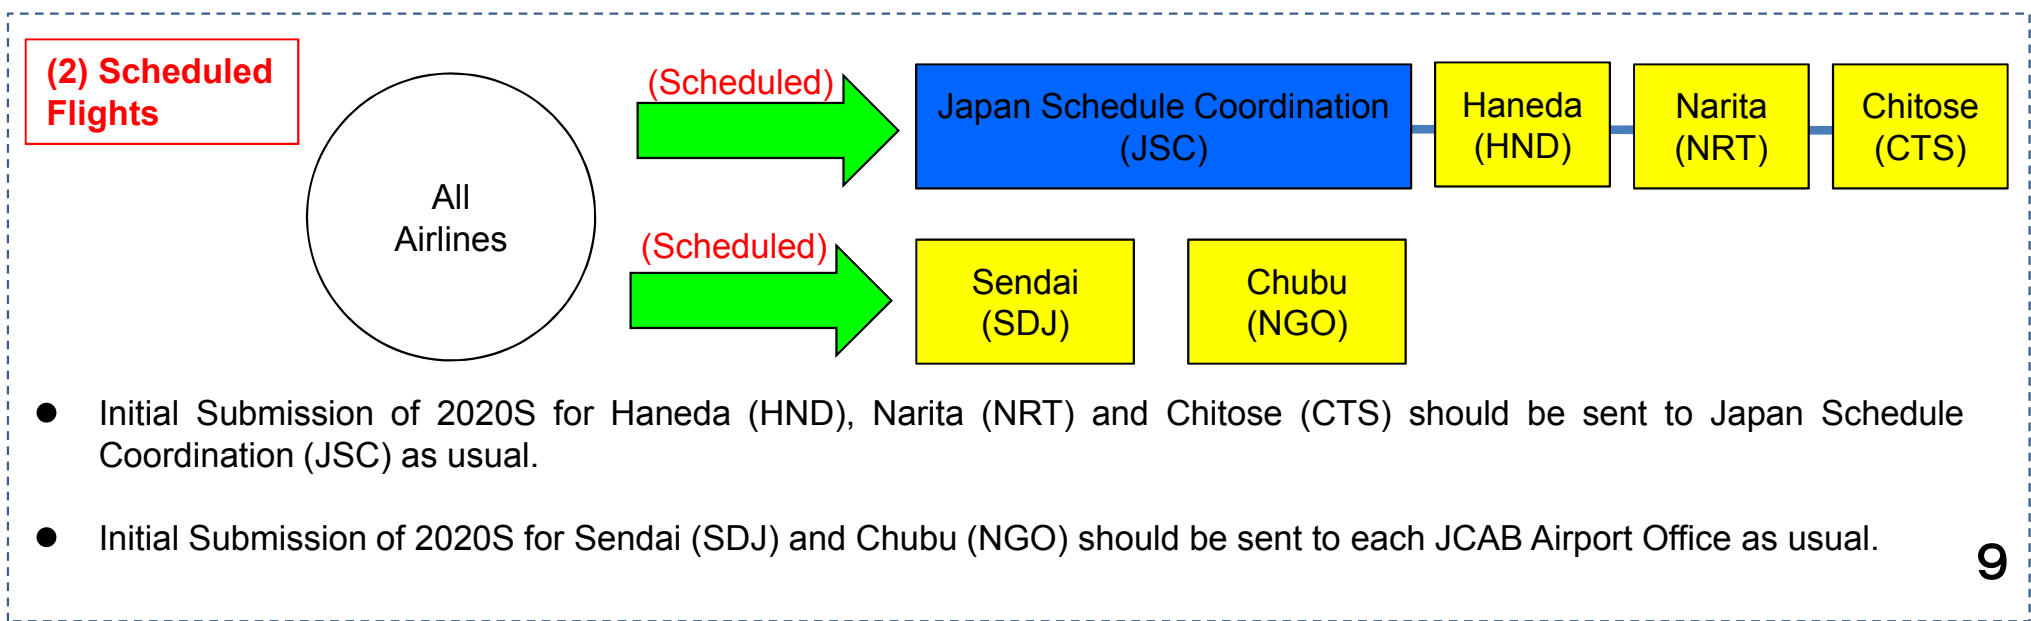 (2) Scheduled
Flights
All
Airlines
(Scheduled)
Japan Schedule Coordination
(JSC)
Haneda
(HND)
Narita
(NRT)
Chitose
(CTS)
(Scheduled)
Sendai
(SDJ)
Chubu
(NGO)
● Initial Submission of 2020S for Haneda (HND), Narita (NRT) and Chitose (CTS) should be sent to Japan Schedule
Coordination (JSC) as usual.
● Initial Submission of 2020S for Sendai (SDJ) and Chubu (NGO) should be sent to each JCAB Airport Office as usual.
9